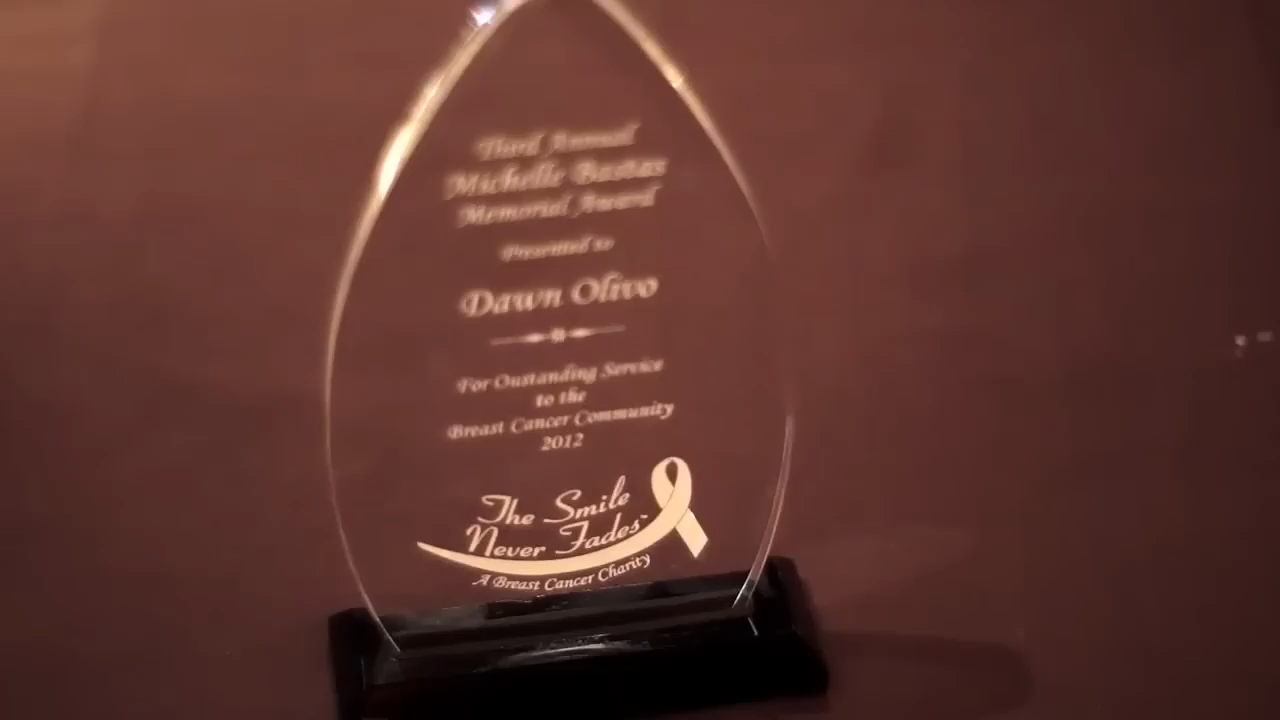 Third Annual
Michelle Bastas
Memorial Award
Presented to
Dawn Olivo
For Oustanding Service
to the
Breast Cancer Community
2012
The Smile
Never Fades
A Breast Cancer Charity